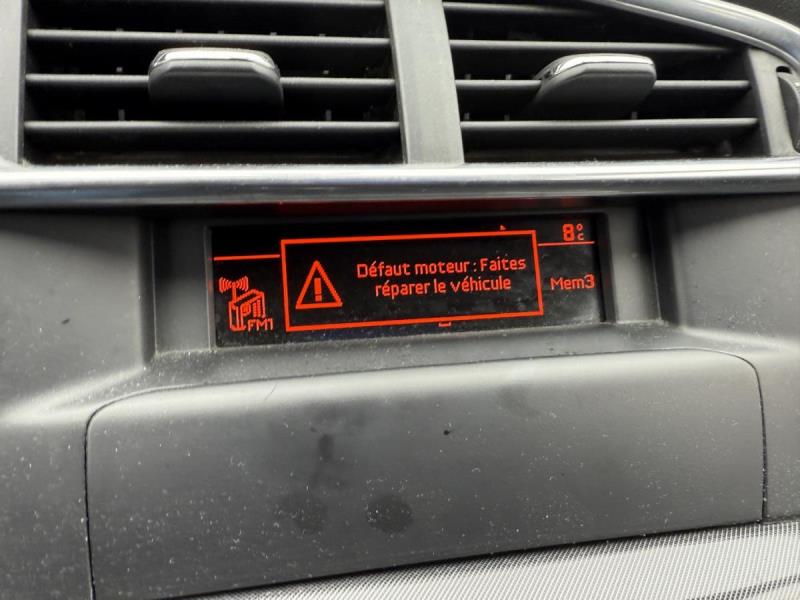 8°C
Défaut moteur : Faites
réparer le véhicule
Mem3
FM1